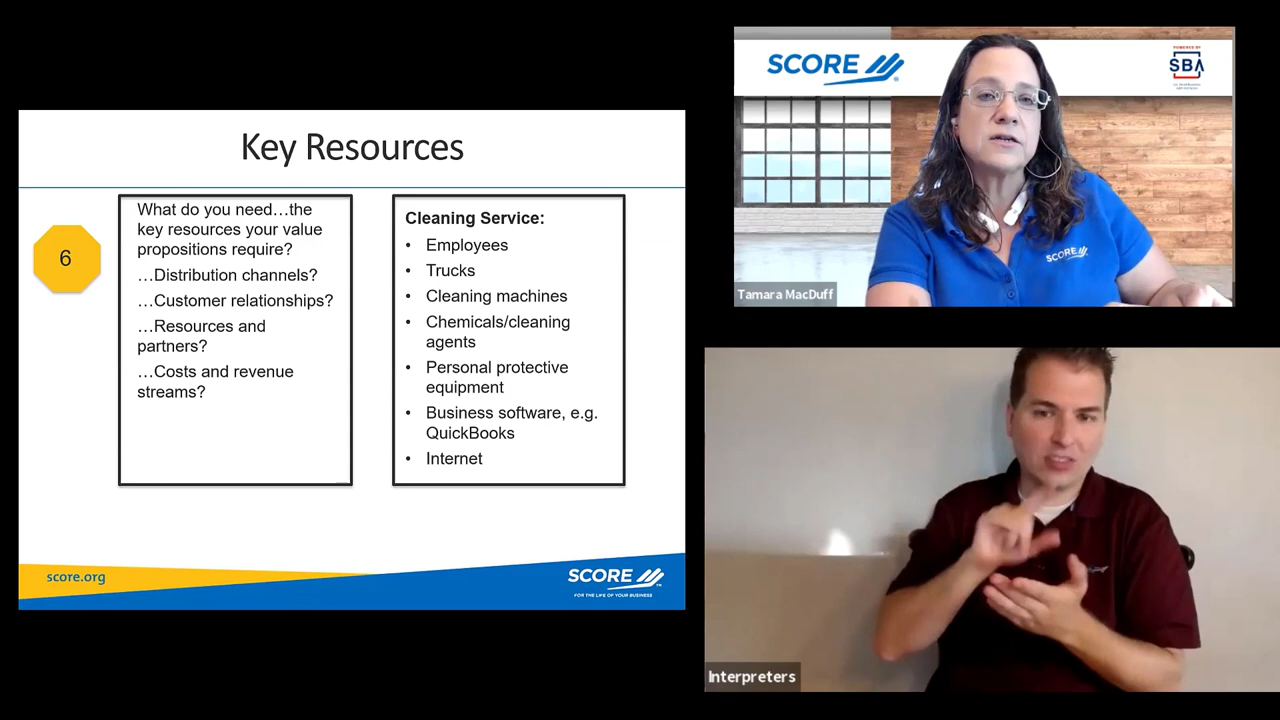 Key Resources
6
What do you need…the
key resources your value
propositions require?
…Distribution channels?
…Customer relationships?
…Resources and
partners?
…Costs and revenue
streams?
Cleaning Service:
• Employees
• Trucks
• Cleaning machines
• Chemicals/cleaning
agents
• Personal protective
equipment
• Business software, e.g.
QuickBooks
• Internet
score.org
SCORE
FOR THE LIFE OF YOUR BUSINESS
SCORE
POWERED BY
SBA
SCORE
Tamara MacDuff
Interpreters